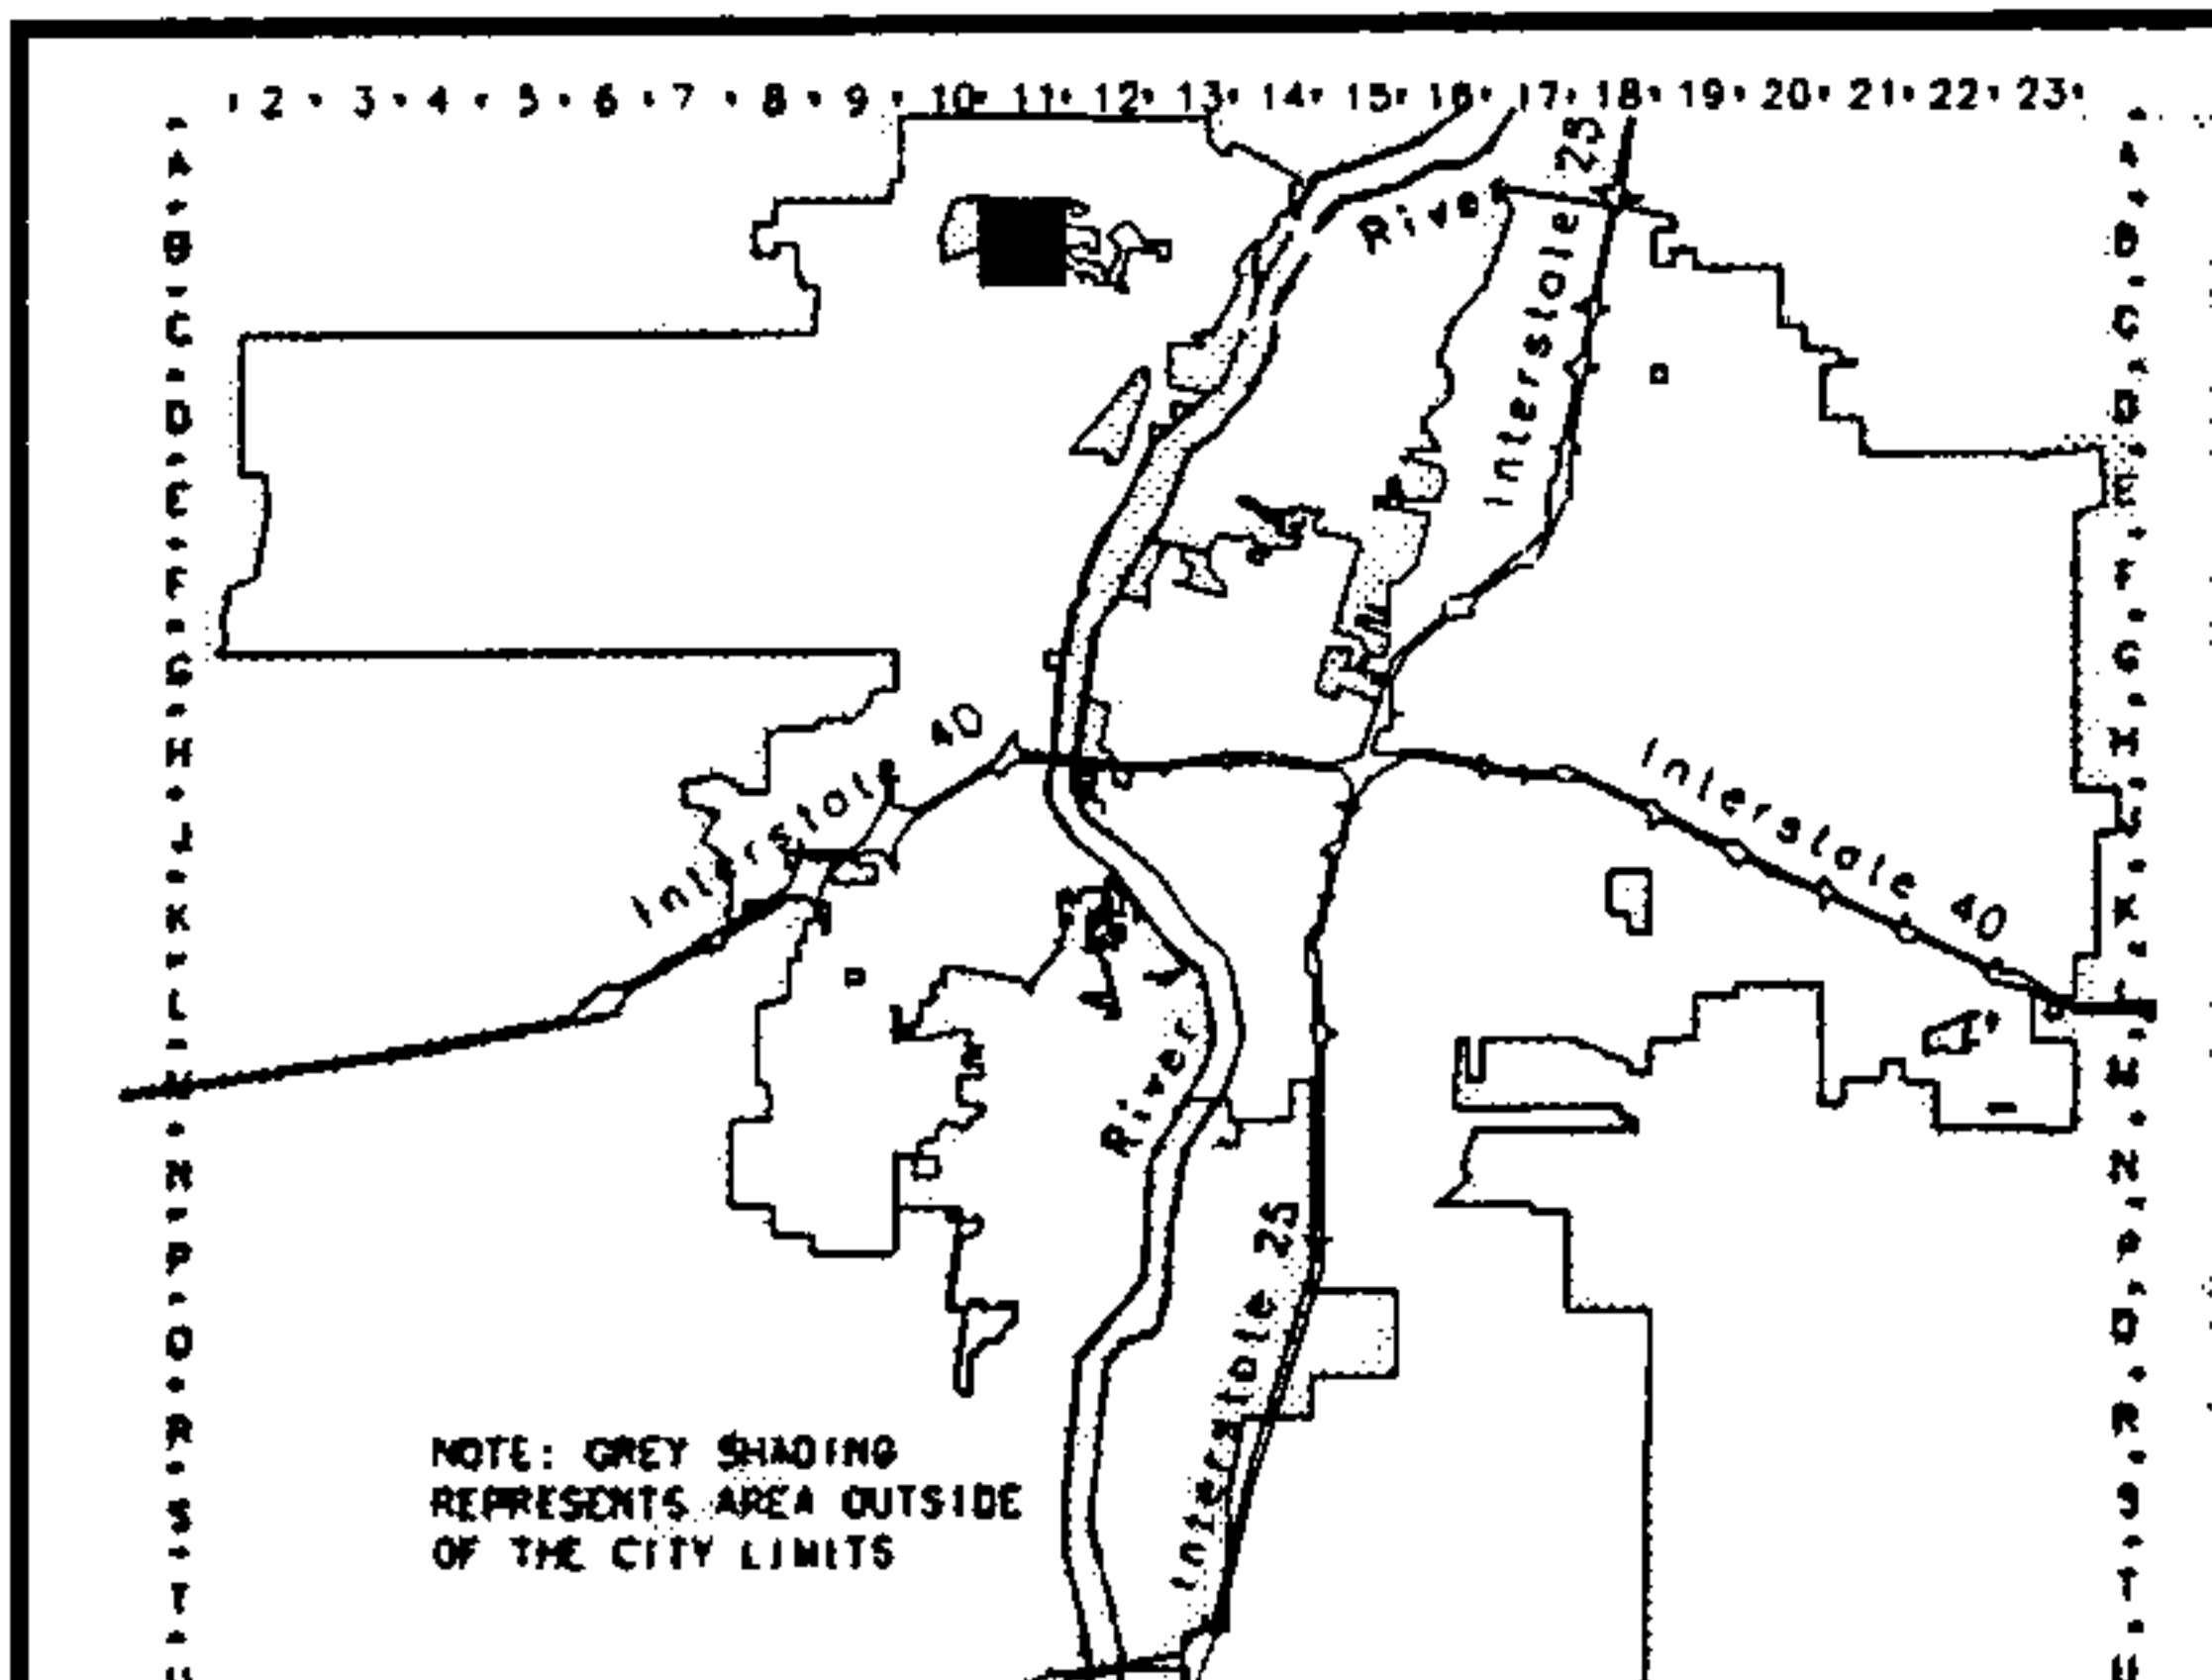 2 3 4 5 6 7 8 9 10 11 12 13 14 15 16 17 18 19 20 21 22 23
A A
B B
C C
D D
E E
F F
G G
H H
J J
K K
L L
M M
N N
P P
Q Q
R R
S S
T T
River
Interstate 25
Interstate 40
Interstate 40
River
Interstate 25
NOTE: GREY SHADING
REPRESENTS AREA OUTSIDE
OF THE CITY LIMITS